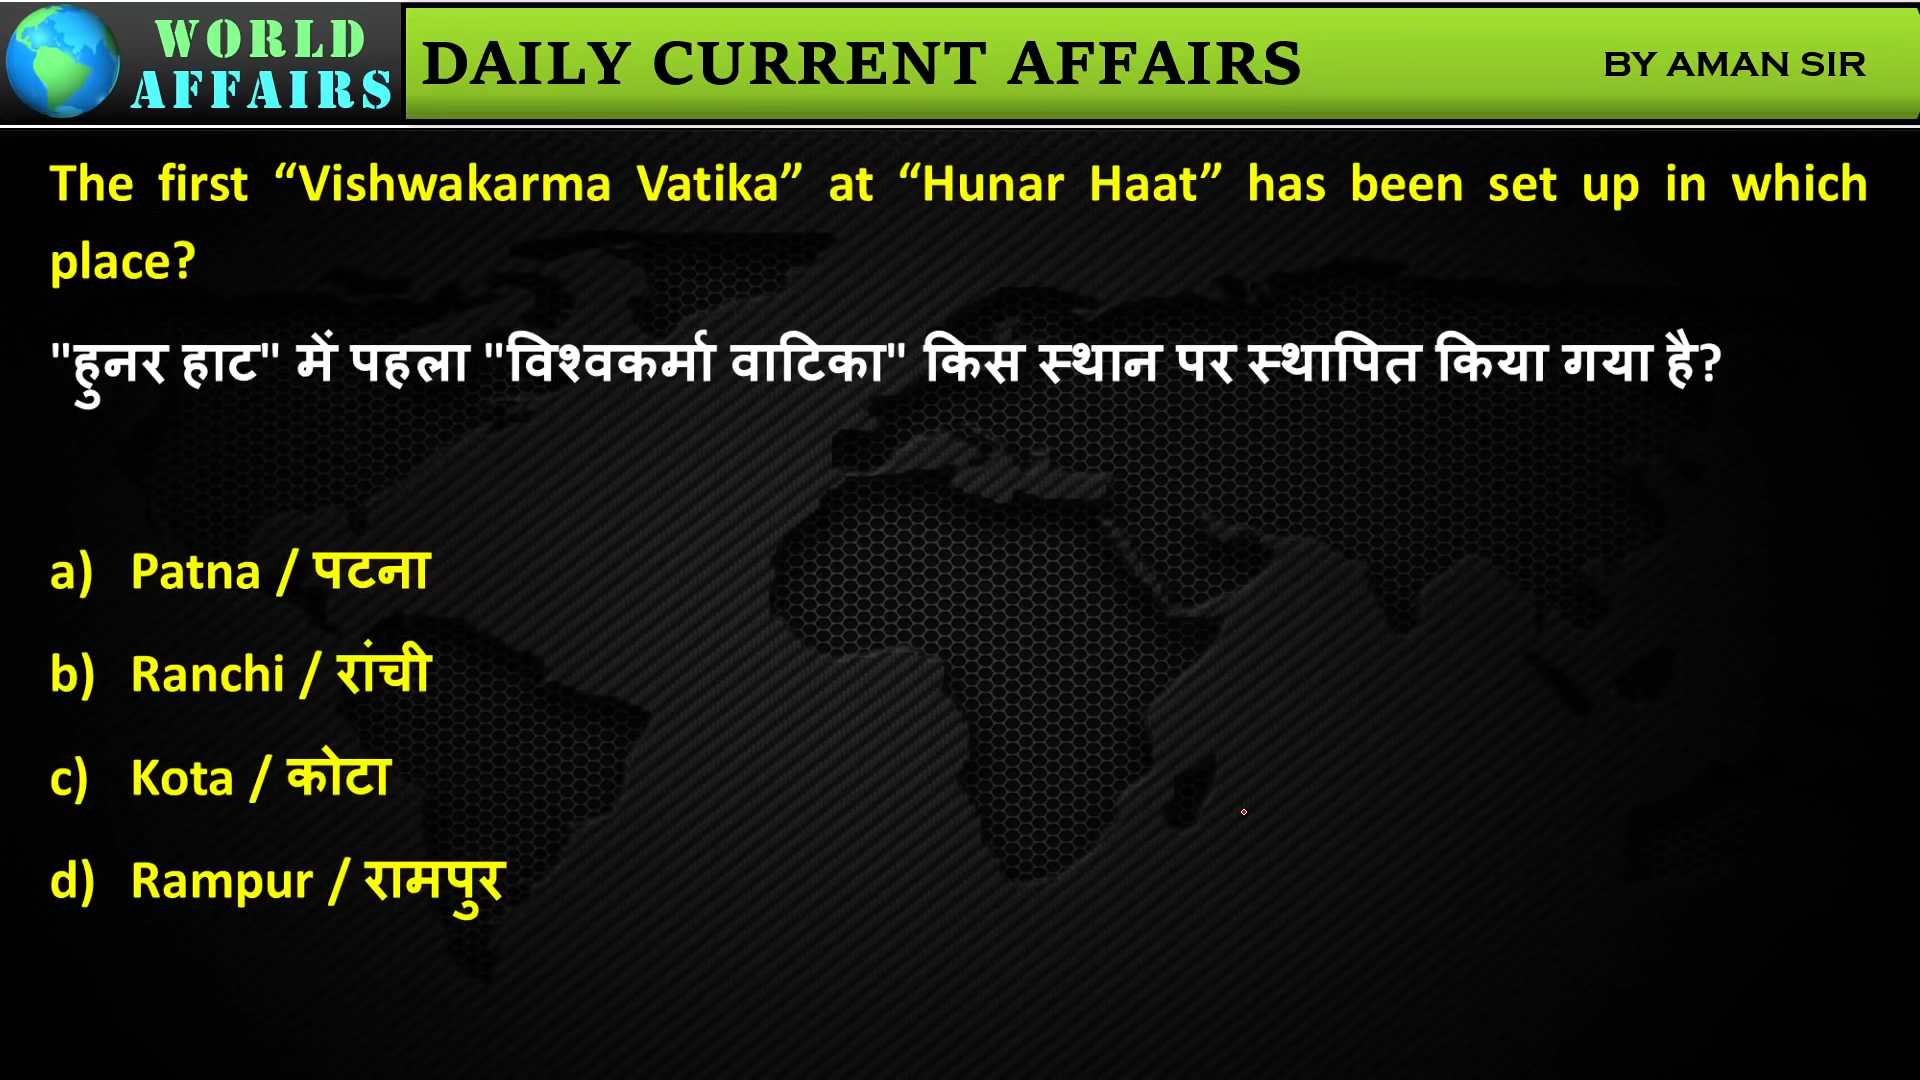 WORLD
AFFAIRS
DAILY CURRENT AFFAIRS
BY AMAN SIR
The first “Vishwakarma Vatika” at “Hunar Haat” has been set up in which
place?
"हुनर हाट" में पहला "विश्वकर्मा वाटिका" किस स्थान पर स्थापित किया गया है?
a) Patna / पटना
b) Ranchi / रांची
c) Kota / कोटा
d) Rampur / रामपुर